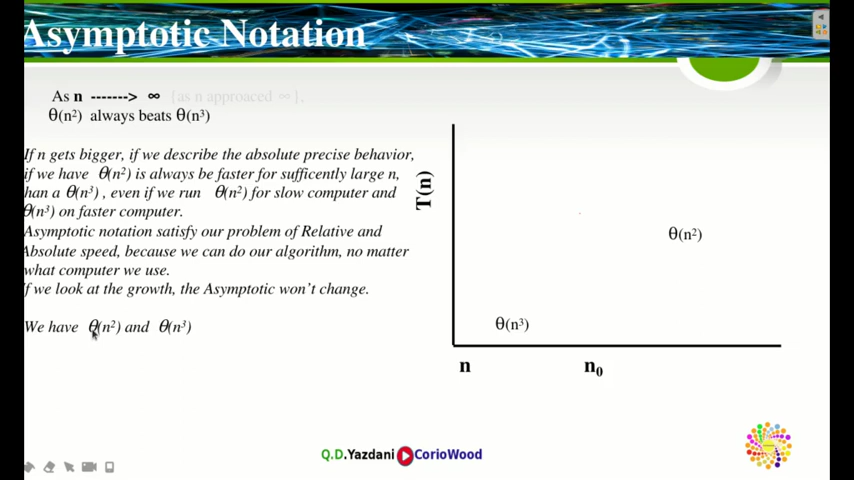 Asymptotic Notation
As n -------> ∞ {as n approaced ∞},
θ(n²) always beats θ(n³)
If n gets bigger, if we describe the absolute precise behavior,
if we have θ(n²) is always be faster for sufficently large n,
han a θ(n³) , even if we run θ(n²) for slow computer and
θ(n³) on faster computer.
Asymptotic notation satisfy our problem of Relative and
Absolute speed, because we can do our algorithm, no matter
what computer we use.
f we look at the growth, the Asymptotic won't change.
We have θ(n²) and θ(n³)
T(n)
θ(n²)
θ(n³)
n n₀
Q.D.Yazdani CorioWood